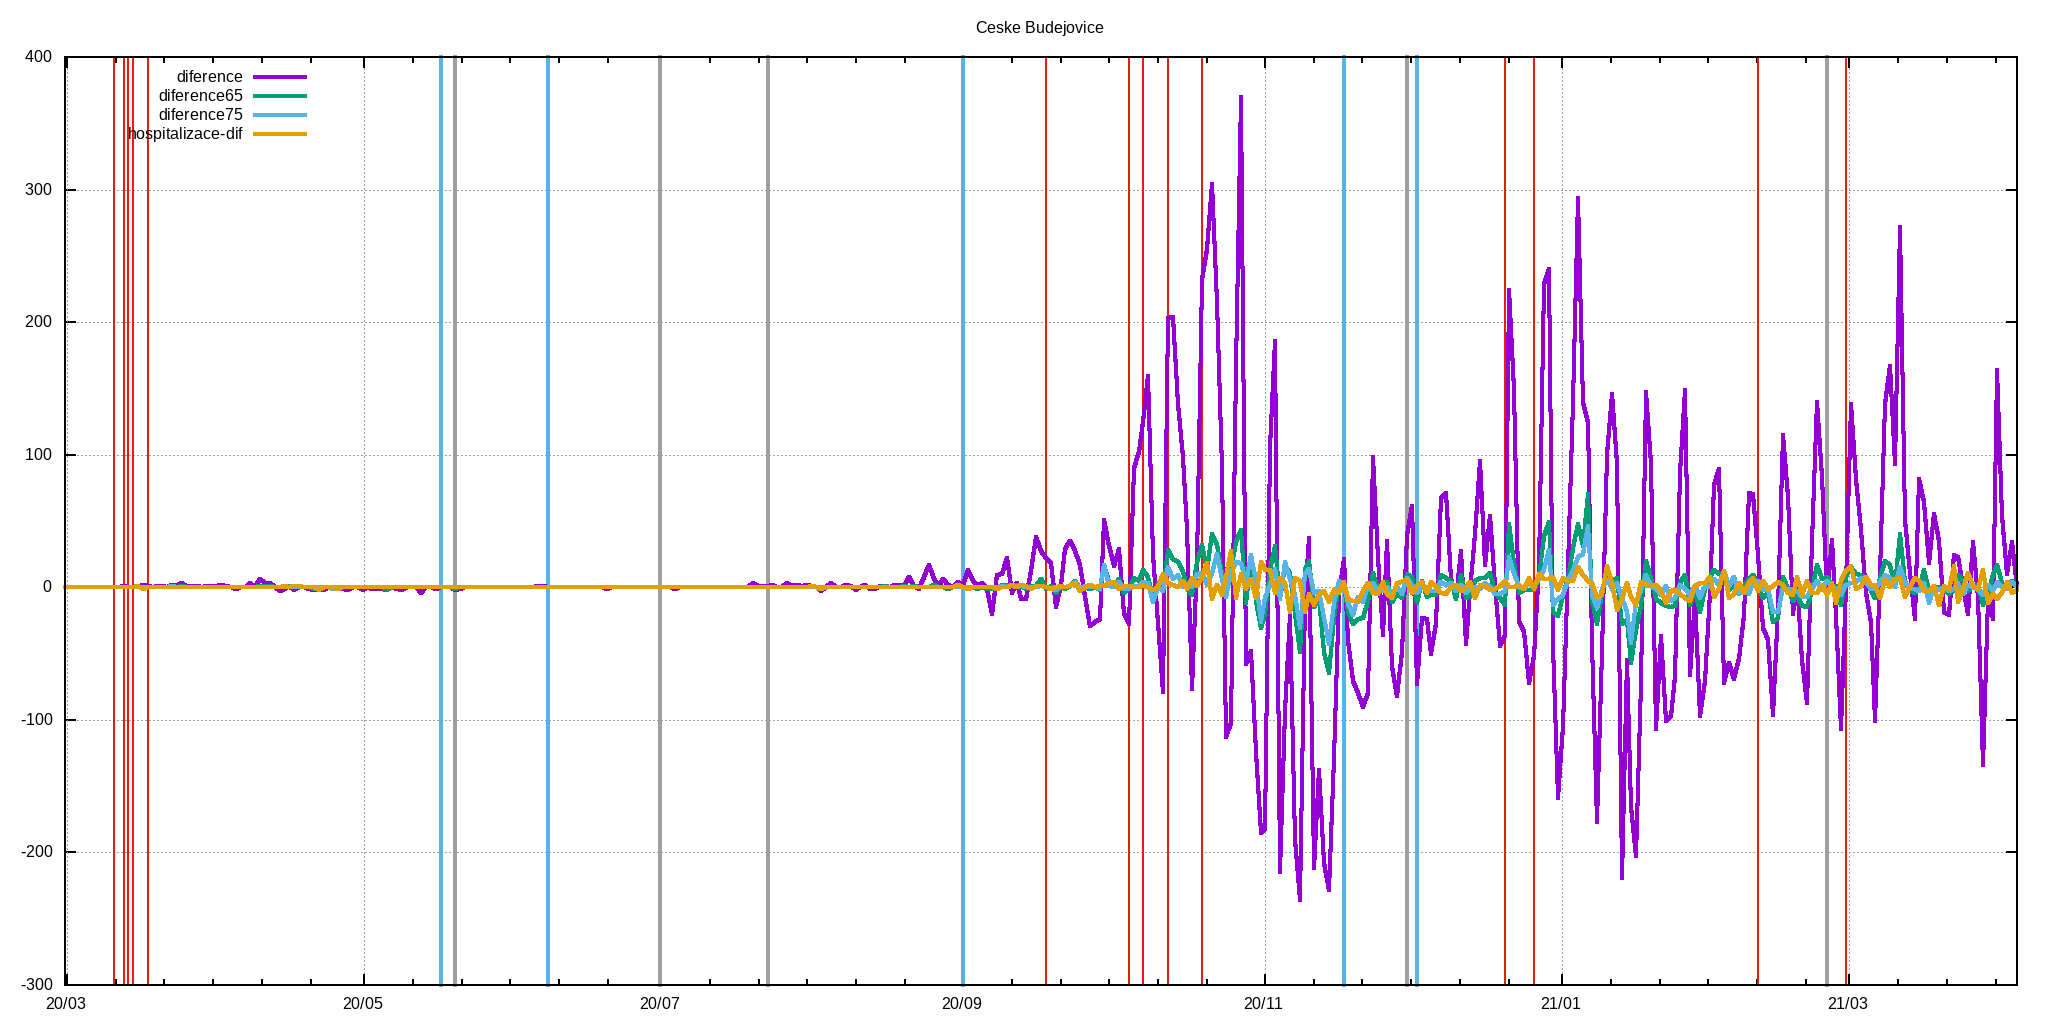 Ceske Budejovice
400
300
200
100
0
-100
-200
-300
diference
diference65
diference75
hospitalizace-dif
20/03 20/05 20/07 20/09 20/11 21/01 21/03